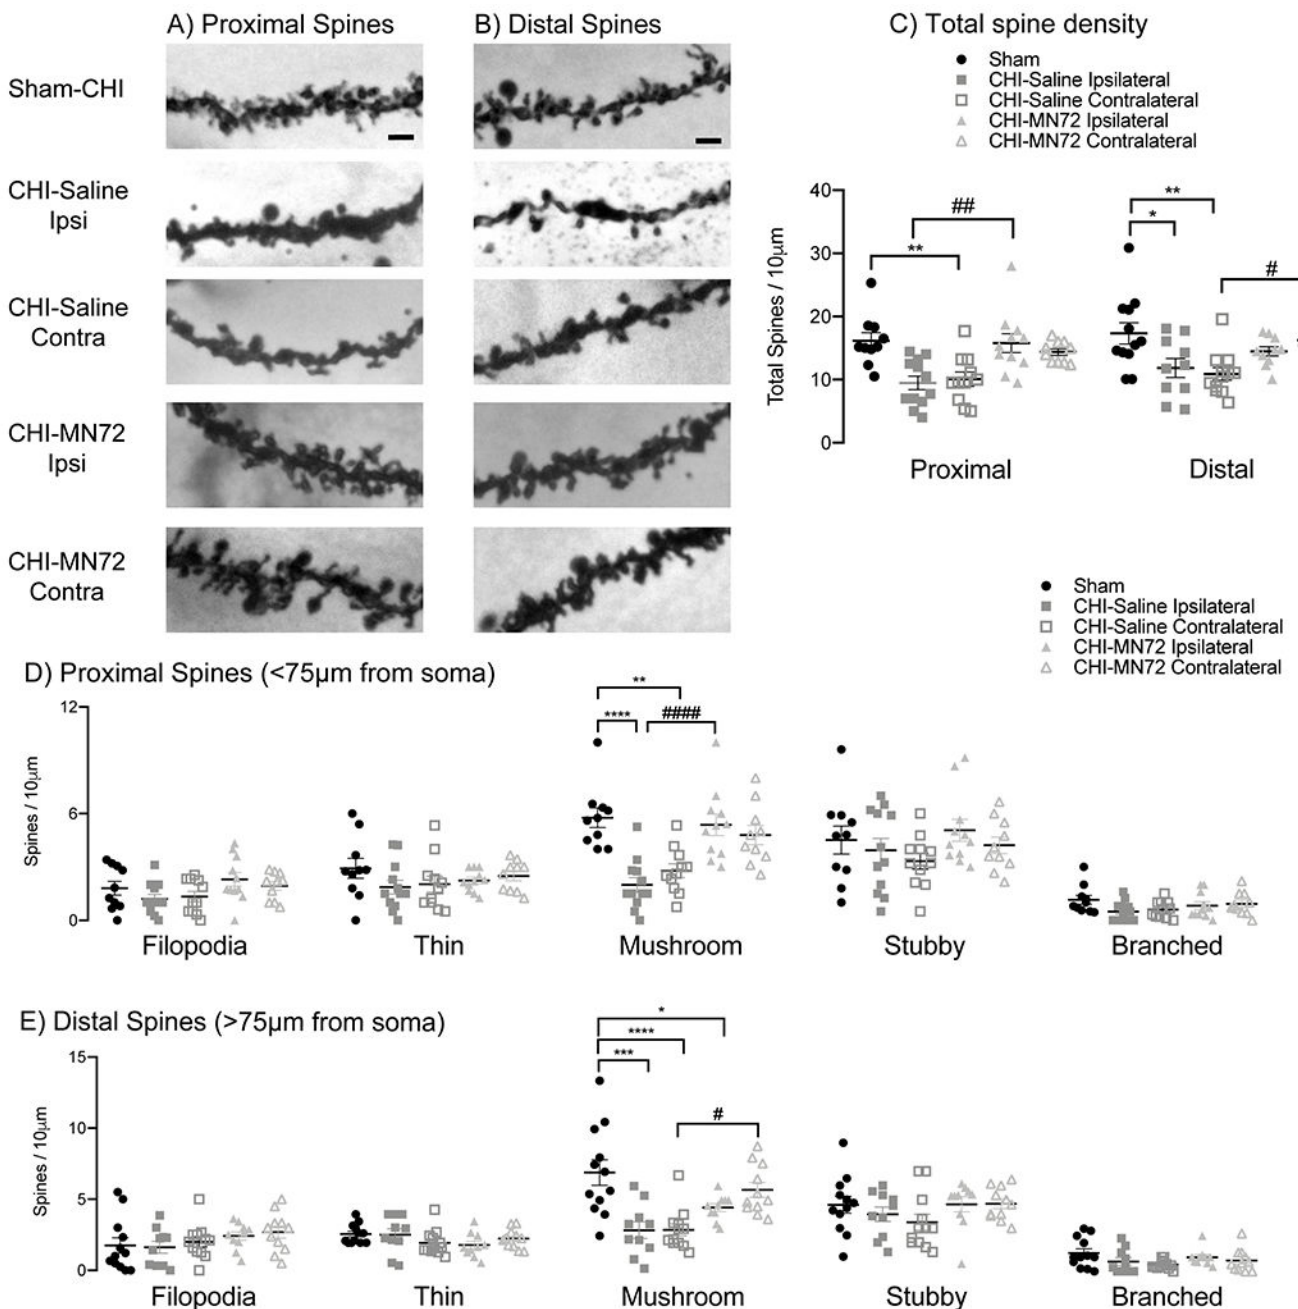 A) Proximal Spines
B) Distal Spines
Sham-CHI
CHI-Saline
Ipsi
CHI-Saline
Contra
CHI-MN72
Ipsi
CHI-MN72
Contra
C) Total spine density
Sham
CHI-Saline Ipsilateral
CHI-Saline Contralateral
CHI-MN72 Ipsilateral
CHI-MN72 Contralateral
Total Spines / 10µm
40
30
20
10
0
**
##
**
*
#
Proximal
Distal
Sham
CHI-Saline Ipsilateral
CHI-Saline Contralateral
CHI-MN72 Ipsilateral
CHI-MN72 Contralateral
D) Proximal Spines (<75µm from soma)
Spines / 10µm
12
6
0
**
****
####
Filopodia
Thin
Mushroom
Stubby
Branched
E) Distal Spines (>75µm from soma)
Spines / 10µm
15
10
5
0
*
****
***
#
Filopodia
Thin
Mushroom
Stubby
Branched